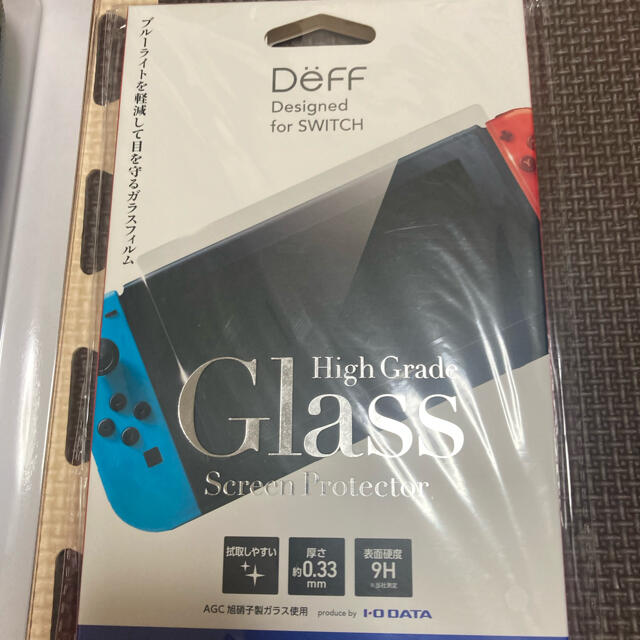 ブルーライトを軽減して目を守るガラスフィルム
DëFF
Designed
for SWITCH
High Grade
Glass
Screen Protector
拭取しやすい
厚さ
約0.33
mm
表面硬度
9H
※当社測定
AGC 旭硝子製ガラス使用 produce by I-O DATA